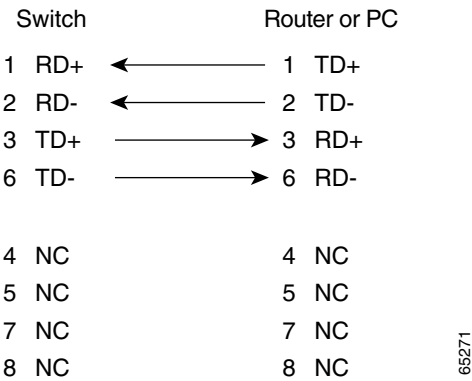 Switch Router or PC
1 RD+ 1 TD+
2 RD- 2 TD-
3 TD+ 3 RD+
6 TD- 6 RD-
4 NC 4 NC
5 NC 5 NC
7 NC 7 NC
8 NC 8 NC
65271